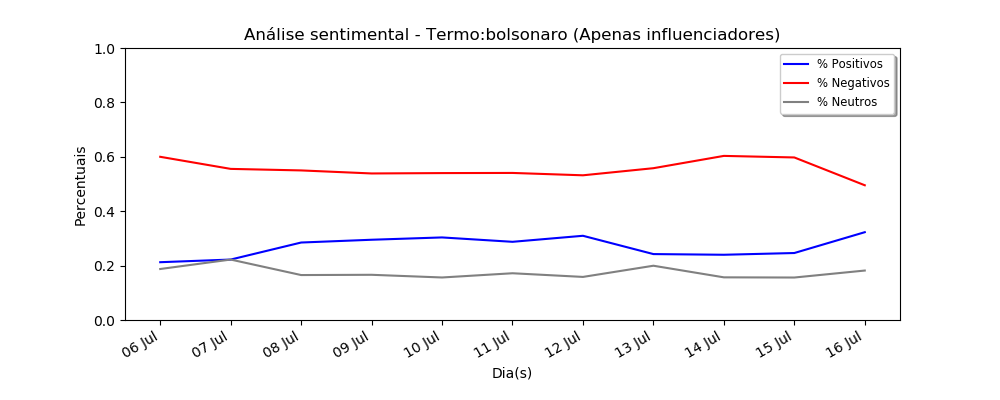 Análise sentimental - Termo:bolsonaro (Apenas influenciadores)
1.0
0.8
0.6
0.4
0.2
0.0
Percentuais
% Positivos
% Negativos
% Neutros
06 Jul
07 Jul
08 Jul
09 Jul
10 Jul
11 Jul
12 Jul
13 Jul
14 Jul
15 Jul
16 Jul
Dia(s)